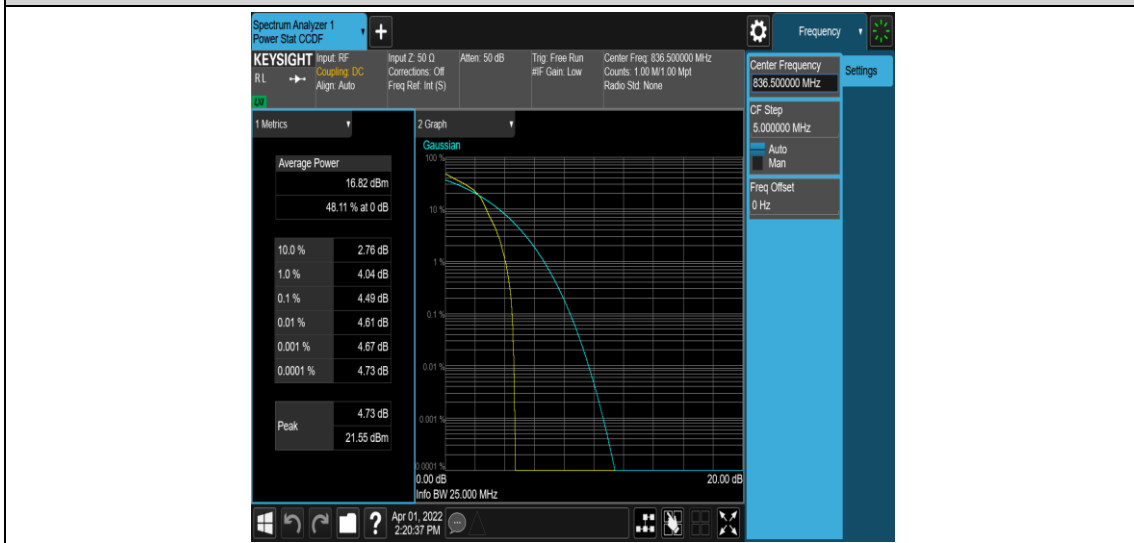 Spectrum Analyzer 1
Power Stat CCDF
Frequency
KEYSIGHT
RL
LXI
Input: RF
Coupling: DC
Align: Auto
Input Z: 50 Ω
Corrections: Off
Freq Ref: Int (S)
Atten: 50 dB
Trig: Free Run
#IF Gain: Low
Center Freq: 836.500000 MHz
Counts: 1.00 M/1.00 Mpt
Radio Std: None
Center Frequency
836.500000 MHz
Settings
CF Step
5.000000 MHz
Auto
Man
Freq Offset
0 Hz
1 Metrics
Average Power
16.82 dBm
48.11 % at 0 dB
10.0 % 2.76 dB
1.0 % 4.04 dB
0.1 % 4.49 dB
0.01 % 4.61 dB
0.001 % 4.67 dB
0.0001 % 4.73 dB
Peak
4.73 dB
21.55 dBm
2 Graph
Gaussian
100 %
10 %
1 %
0.1 %
0.01 %
0.001 %
0.0001 %
0.00 dB 20.00 dB
Info BW 25.000 MHz
?
Apr 01, 2022
2:20:37 PM